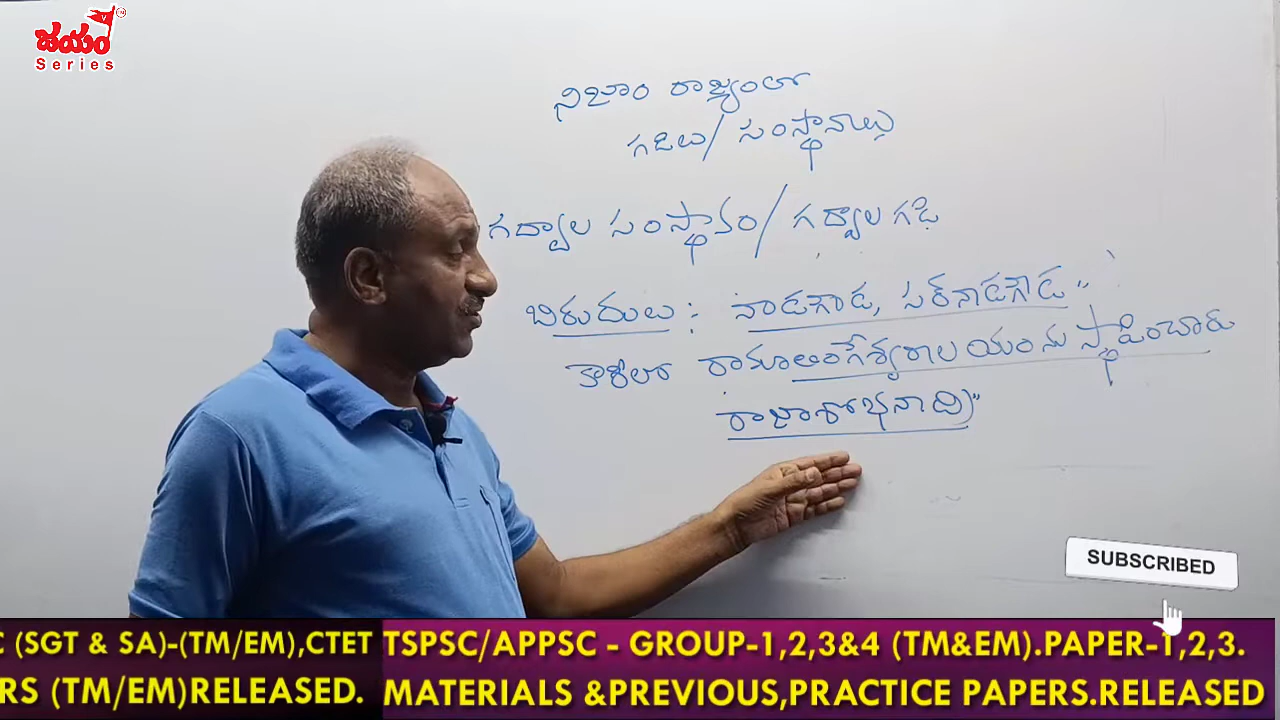 జయం
Series
నిజాం రాజ్యంలో
గడిలు/ సంస్థానాలు
గద్వాల సంస్థానం/ గద్వాల గడి
బిరుదులు : నాడగౌడ, సర్‌నాడగౌడ"
కాశీలో రామలింగేశ్వరాలయంను స్థాపించారు
రాజాశోభనాద్రి"
SUBSCRIBED
C (SGT & SA)-(TM/EM),CTET TSPSC/APPSC - GROUP-1,2,3&4 (TM&EM).PAPER-1,2,3.
RS (TM/EM)RELEASED. MATERIALS &PREVIOUS,PRACTICE PAPERS.RELEASED